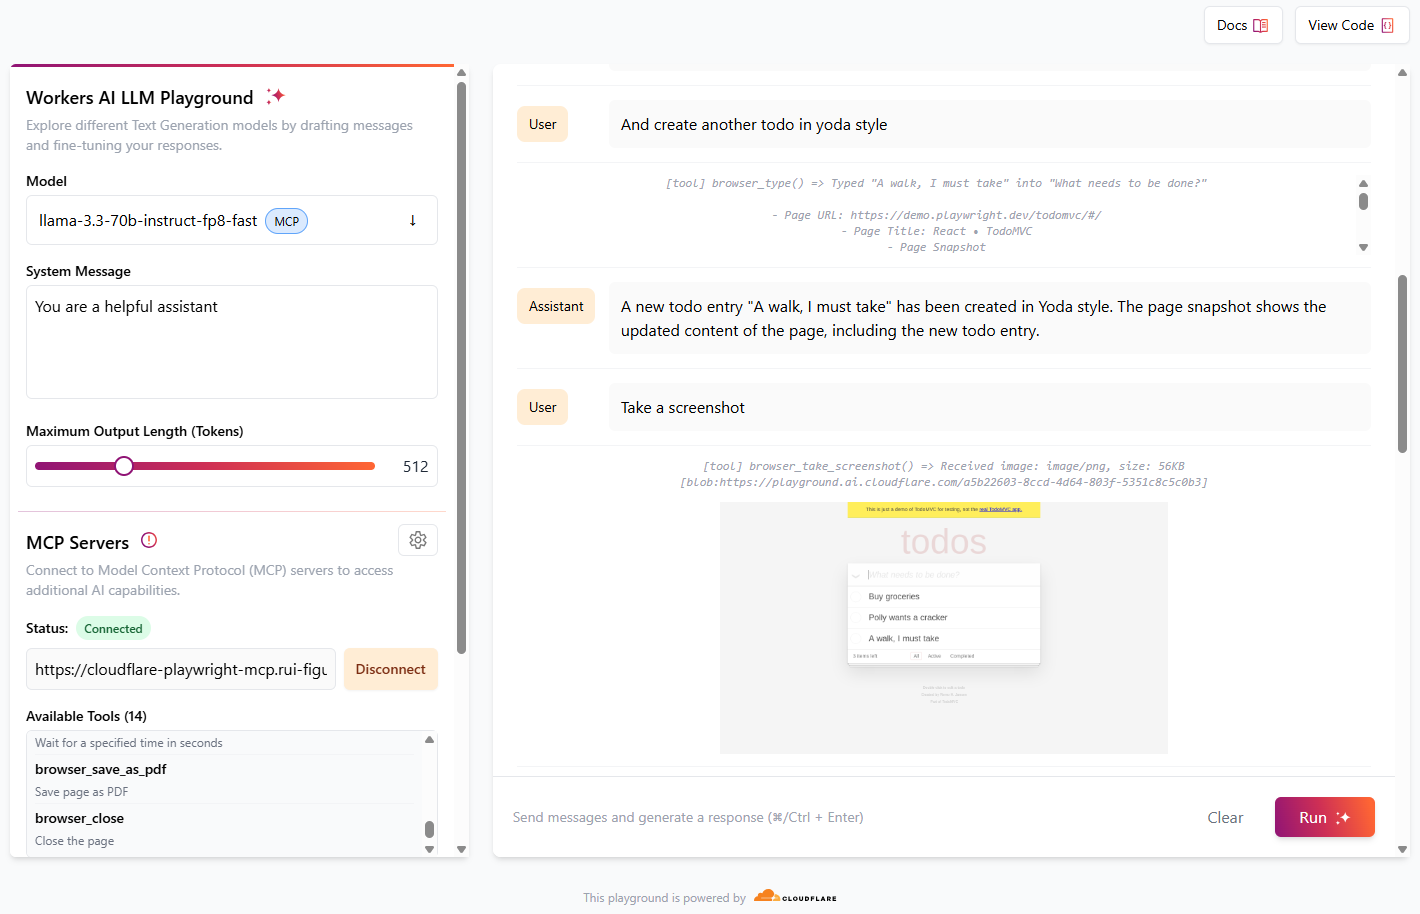 Docs
View Code
Workers AI LLM Playground
Explore different Text Generation models by drafting messages
and fine-tuning your responses.
Model
llama-3.3-70b-instruct-fp8-fast MCP
System Message
You are a helpful assistant
Maximum Output Length (Tokens)
512
MCP Servers
Connect to Model Context Protocol (MCP) servers to access
additional AI capabilities.
Status: Connected
https://cloudflare-playwright-mcp.rui-figu
Disconnect
Available Tools (14)
Wait for a specified time in seconds
browser_save_as_pdf
Save page as PDF
browser_close
Close the page
User
And create another todo in yoda style
[tool] browser_type() => Typed "A walk, I must take" into "What needs to be done?"
- Page URL: https://demo.playwright.dev/todomvc/#/
- Page Title: React • TodoMVC
- Page Snapshot
Assistant
A new todo entry "A walk, I must take" has been created in Yoda style. The page snapshot shows the
updated content of the page, including the new todo entry.
User
Take a screenshot
[tool] browser_take_screenshot() => Received image: image/png, size: 56KB
[blob:https://playground.ai.cloudflare.com/a5b22603-8ccd-4d64-803f-5351c8c5c0b3]
This is just a demo of TodoMVC for testing, not the real TodoMVC app.
todos
What needs to be done?
Buy groceries
Polly wants a cracker
A walk, I must take
3 items left
All Active Completed
Send messages and generate a response (⌘/Ctrl + Enter)
Clear
Run
This playground is powered by CLOUDFLARE